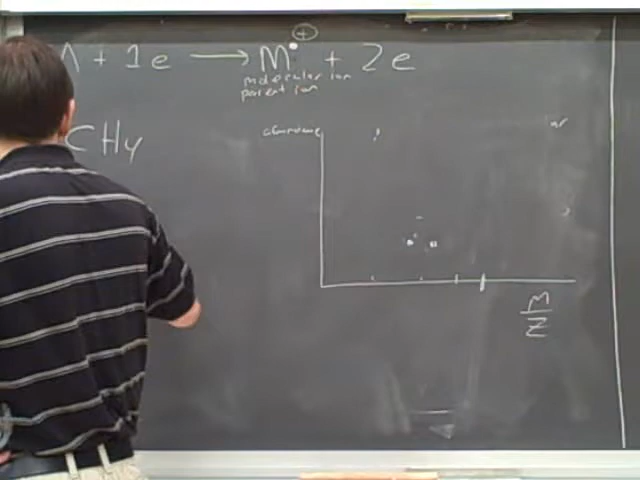 + 1e ⟶ M•⊕ + 2e
molecular ion
parent ion
CH4
abundance
M
Z